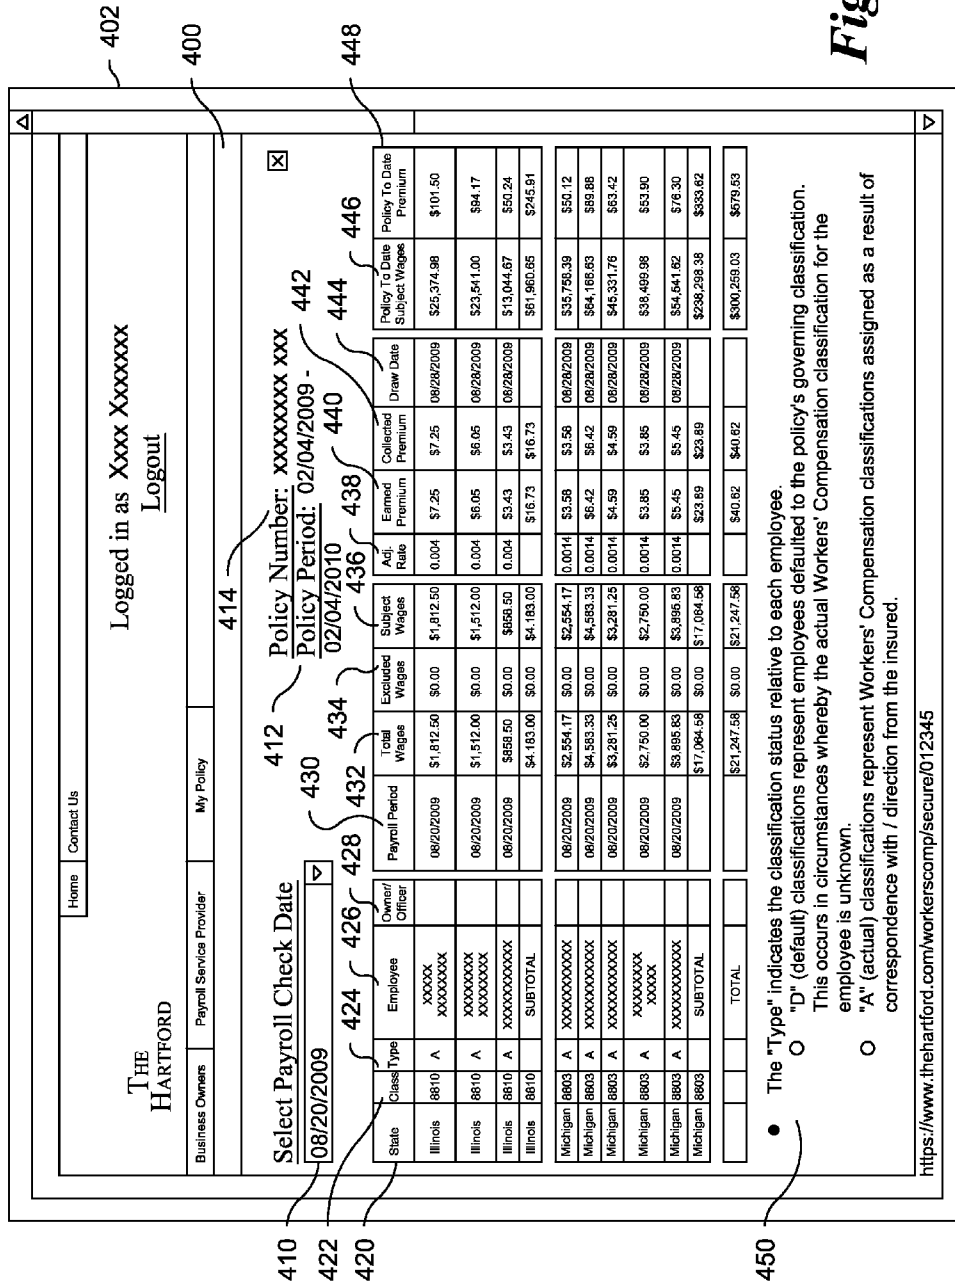 402
400
448
Home Contact Us
THE
HARTFORD
Logged in as Xxxx Xxxxxxx
Logout
Business Owners Payroll Service Provider My Policy
414
Select Payroll Check Date
08/20/2009
410
422
420
424
426
428
430
432
412
434
Policy Number: xxxxxxx xxx
Policy Period: 02/04/2009 -
02/04/2010
436
438
440
442
444
446
State Class Type Employee Owner/ Officer Payroll Period Total Wages Excluded Wages Subject Wages Adj. Rate Earned Premium Collected Premium Draw Date Policy To Date Subject Wages Policy To Date Premium
Illinois 8810 A XXXXX XXXXXXXXX 08/20/2009 $1,812.50 $0.00 $1,812.50 0.004 $7.25 $7.25 08/28/2009 $25,374.98 $101.50
Illinois 8810 A XXXXXXXX XXXXXXXX 08/20/2009 $1,512.00 $0.00 $1,512.00 0.004 $6.05 $6.05 08/28/2009 $23,541.00 $94.17
Illinois 8810 A XXXXXXXXXXXX 08/20/2009 $858.50 $0.00 $858.50 0.004 $3.43 $3.43 08/28/2009 $13,044.67 $50.24
Illinois 8810 SUBTOTAL $4.183.00 $0.00 $4.183.00 $16.73 $16.73 $61,960.65 $245.91
Michigan 8803 A XXXXXXXXXXXX 08/20/2009 $2,554.17 $0.00 $2,554.17 0.0014 $3.58 $3.58 08/28/2009 $35,758.39 $50.12
Michigan 8803 A XXXXXXXXXXXX 08/20/2009 $4,583.33 $0.00 $4,583.33 0.0014 $6.42 $6.42 08/28/2009 $64,166.63 $89.88
Michigan 8803 A XXXXXXXXXXXX 08/20/2009 $3,281.25 $0.00 $3,281.25 0.0014 $4.59 $4.59 08/28/2009 $45,331.76 $63.42
Michigan 8803 A XXXXXXXX XXXXX 08/20/2009 $2,750.00 $0.00 $2,750.00 0.0014 $3.85 $3.85 08/28/2009 $38,499.98 $53.90
Michigan 8803 A XXXXXXXXXXXX 08/20/2009 $3,895.83 $0.00 $3,895.83 0.0014 $5.45 $5.45 08/28/2009 $54,541.62 $76.30
Michigan 8803 SUBTOTAL $17,064.58 $0.00 $17,064.58 $23.89 $23.89 $238,298.38 $333.62
TOTAL $21,247.58 $0.00 $21,247.58 $40.62 $40.62 $300,259.03 $579.53
450
● The "Type" indicates the classification status relative to each employee.
O "D" (default) classifications represent employees defaulted to the policy's governing classification.
This occurs in circumstances whereby the actual Workers' Compensation classification for the
employee is unknown.
O "A" (actual) classifications represent Workers' Compensation classifications assigned as a result of
correspondence with / direction from the insured.
https://www.thehartford.com/workerscomp/secure/012345
Fig